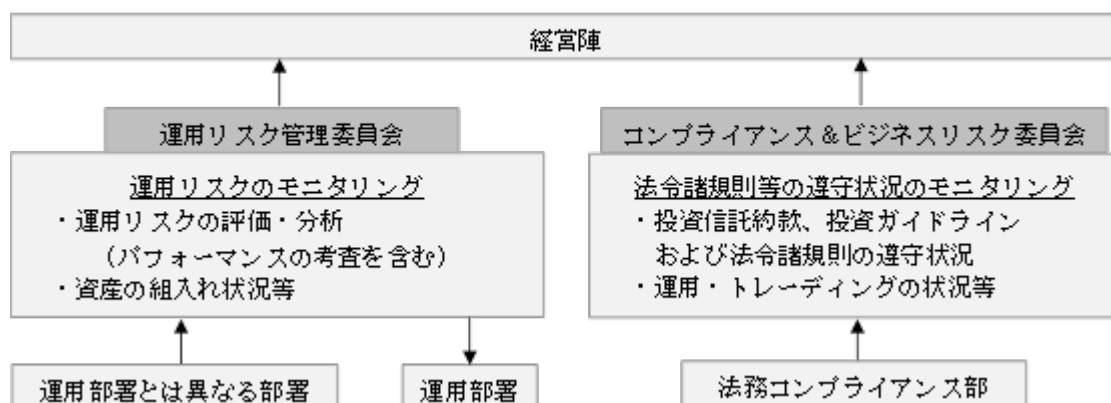 経営陣
運用リスク管理委員会
運用リスクのモニタリング
・運用リスクの評価・分析
（パフォーマンスの考査を含む）
・資産の組入れ状況等
運用部署とは異なる部署
運用部署
コンプライアンス＆ビジネスリスク委員会
法令諸規則等の遵守状況のモニタリング
・投資信託約款、投資ガイドライン
および法令諸規則の遵守状況
・運用・トレーディングの状況等
法務コンプライアンス部